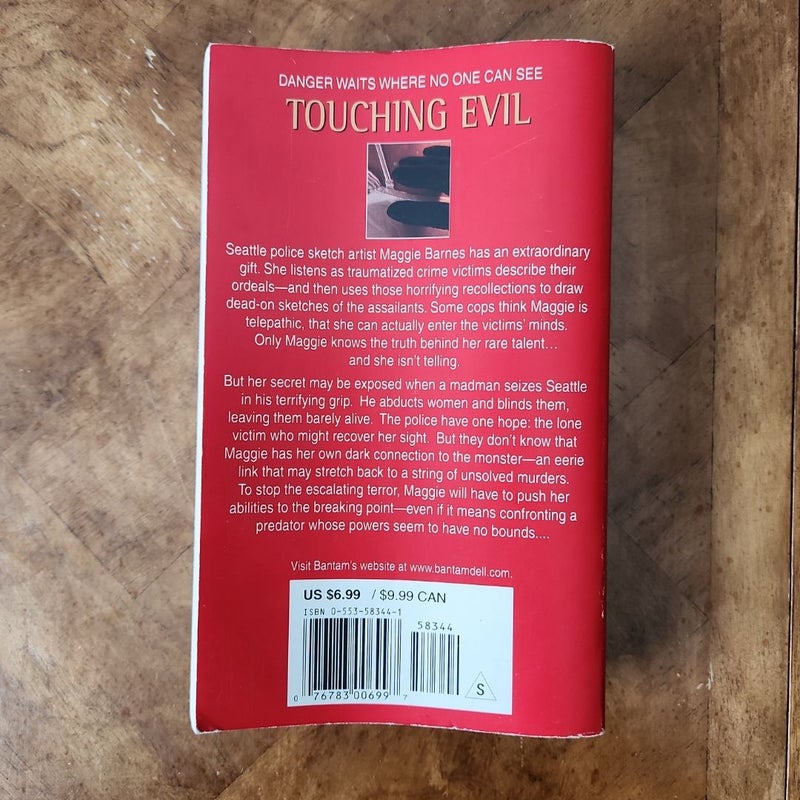 DANGER WAITS WHERE NO ONE CAN SEE
TOUCHING EVIL
Seattle police sketch artist Maggie Barnes has an extraordinary
gift. She listens as traumatized crime victims describe their
ordeals—and then uses those horrifying recollections to draw
dead-on sketches of the assailants. Some cops think Maggie is
telepathic, that she can actually enter the victims' minds.
Only Maggie knows the truth behind her rare talent...
and she isn't telling.
But her secret may be exposed when a madman seizes Seattle
in his terrifying grip. He abducts women and blinds them,
leaving them barely alive. The police have one hope: the lone
victim who might recover her sight. But they don't know that
Maggie has her own dark connection to the monster—an eerie
link that may stretch back to a string of unsolved murders.
To stop the escalating terror, Maggie will have to push her
abilities to the breaking point—even if it means confronting a
predator whose powers seem to have no bounds....
Visit Bantam's website at www.bantamdell.com.
US $6.99 / $9.99 CAN
ISBN 0-553-58344-1
58344
0 76783 00699 7
S